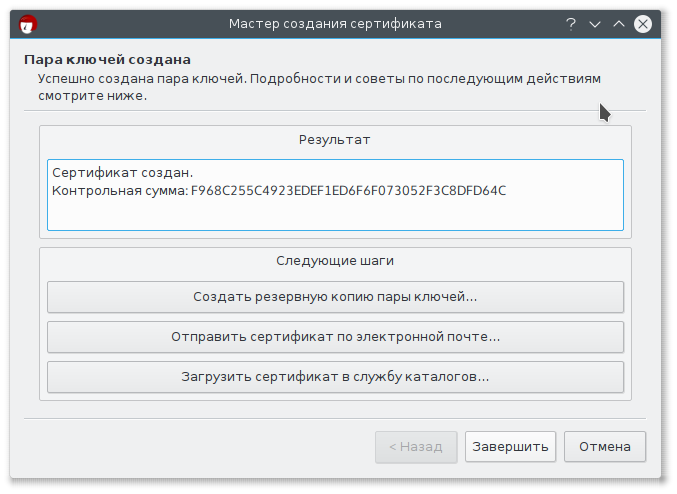 Мастер создания сертификата
Пара ключей создана
Успешно создана пара ключей. Подробности и советы по последующим действиям
смотрите ниже.
Результат
Сертификат создан.
Контрольная сумма: F968C255C4923EDEF1ED6F6F073052F3C8DFD64C
Следующие шаги
Создать резервную копию пары ключей...
Отправить сертификат по электронной почте...
Загрузить сертификат в службу каталогов...
< Назад
Завершить
Отмена